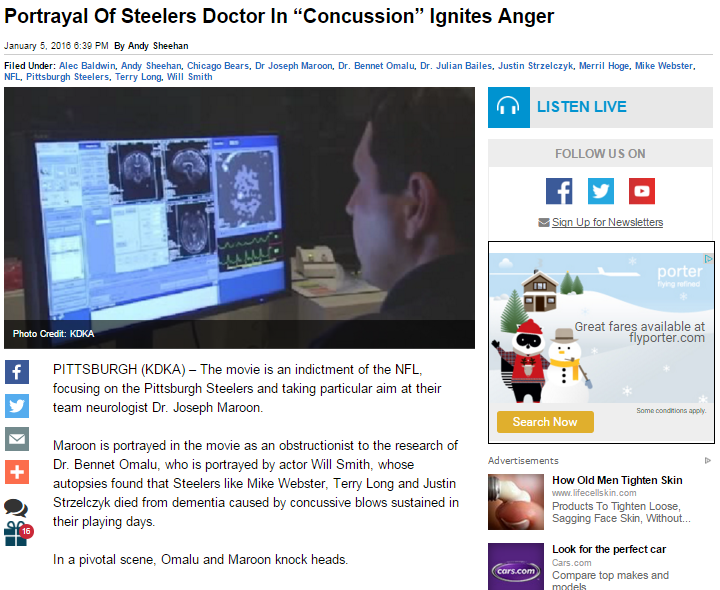 Portrayal Of Steelers Doctor In “Concussion” Ignites Anger
January 5, 2016 6:39 PM By Andy Sheehan
Filed Under: Alec Baldwin, Andy Sheehan, Chicago Bears, Dr Joseph Maroon, Dr. Bennet Omalu, Dr. Julian Bailes, Justin Strzelczyk, Merril Hoge, Mike Webster,
NFL, Pittsburgh Steelers, Terry Long, Will Smith
Photo Credit: KDKA
PITTSBURGH (KDKA) – The movie is an indictment of the NFL,
focusing on the Pittsburgh Steelers and taking particular aim at their
team neurologist Dr. Joseph Maroon.
Maroon is portrayed in the movie as an obstructionist to the research of
Dr. Bennet Omalu, who is portrayed by actor Will Smith, whose
autopsies found that Steelers like Mike Webster, Terry Long and Justin
Strzelczyk died from dementia caused by concussive blows sustained in
their playing days.
In a pivotal scene, Omalu and Maroon knock heads.
16
LISTEN LIVE
FOLLOW US ON
Sign Up for Newsletters
porter
flying refined
Great fares available at
flyporter.com
Some conditions apply.
Search Now
Advertisements
How Old Men Tighten Skin
www.lifecellskin.com
Products To Tighten Loose,
Sagging Face Skin, Without...
cars.com
Look for the perfect car
Cars.com
Compare top makes and
models